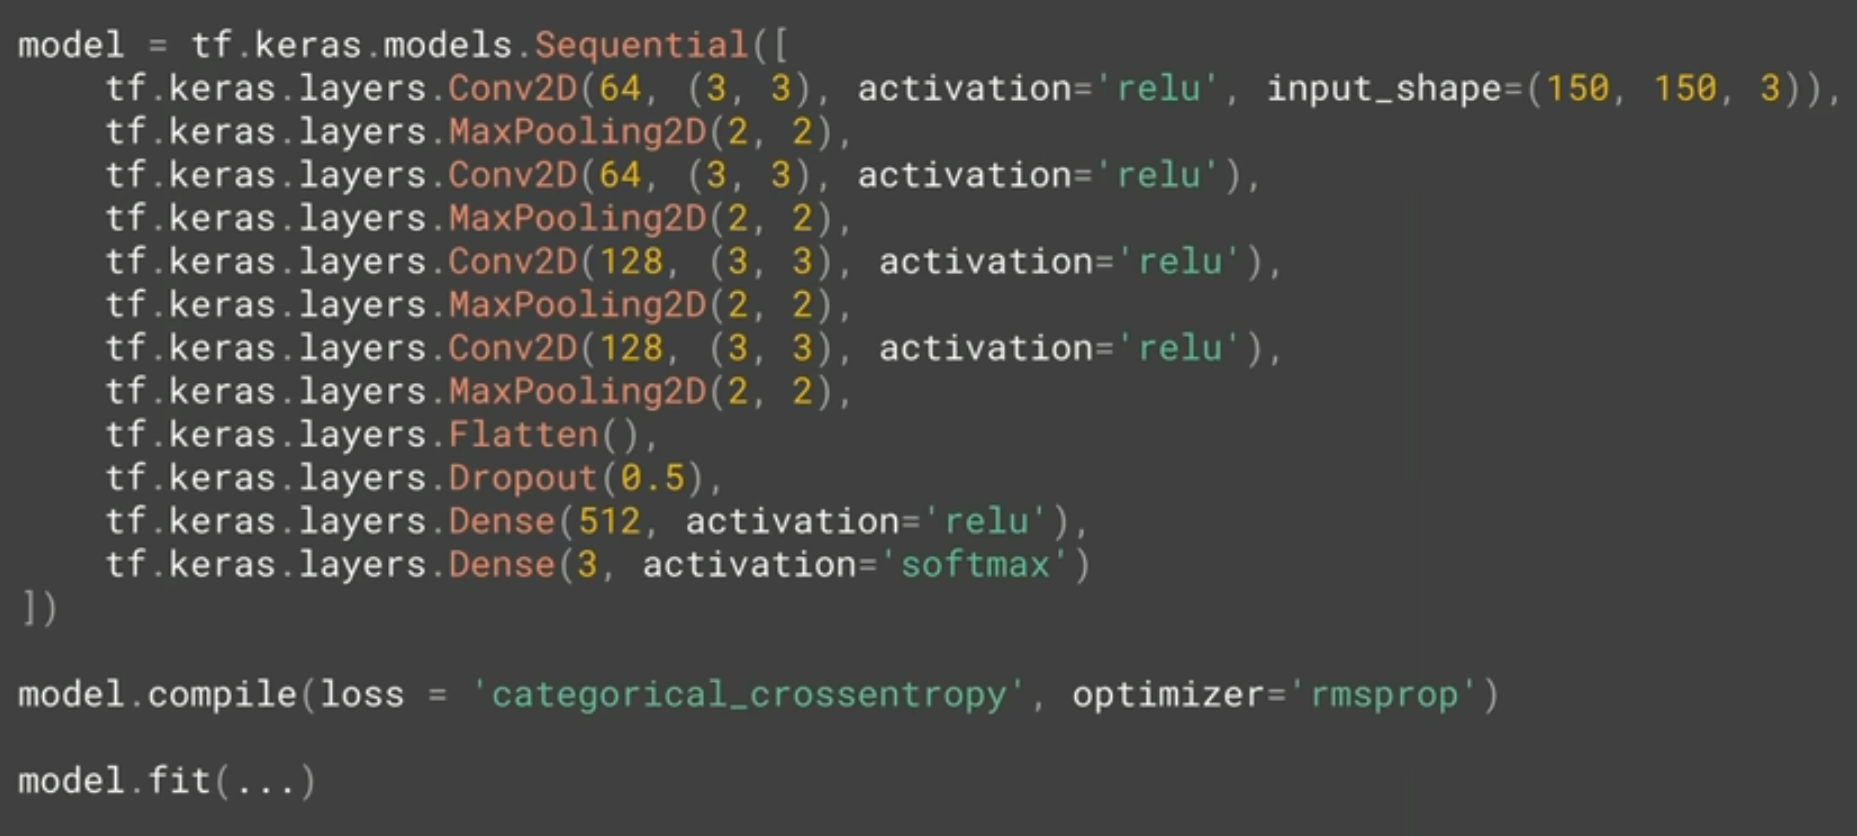 model = tf.keras.models.Sequential([
    tf.keras.layers.Conv2D(64, (3, 3), activation='relu', input_shape=(150, 150, 3)),
    tf.keras.layers.MaxPooling2D(2, 2),
    tf.keras.layers.Conv2D(64, (3, 3), activation='relu'),
    tf.keras.layers.MaxPooling2D(2, 2),
    tf.keras.layers.Conv2D(128, (3, 3), activation='relu'),
    tf.keras.layers.MaxPooling2D(2, 2),
    tf.keras.layers.Conv2D(128, (3, 3), activation='relu'),
    tf.keras.layers.MaxPooling2D(2, 2),
    tf.keras.layers.Flatten(),
    tf.keras.layers.Dropout(0.5),
    tf.keras.layers.Dense(512, activation='relu'),
    tf.keras.layers.Dense(3, activation='softmax')
])
model.compile(loss = 'categorical_crossentropy', optimizer='rmsprop')
model.fit(...)